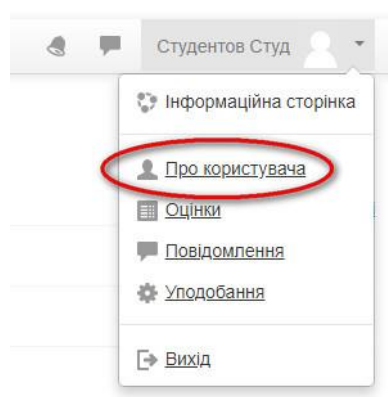 Студентов Студ
Інформаційна сторінка
Про користувача
Оцінки
Повідомлення
Уподобання
Вихід